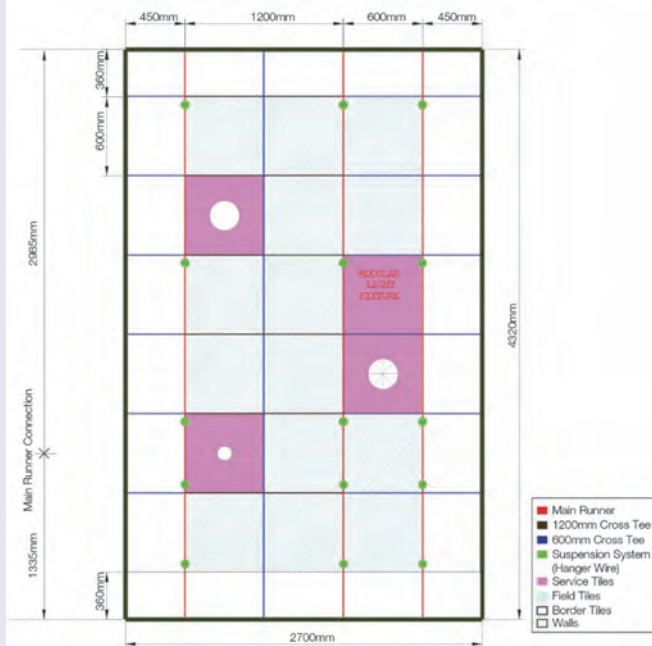 450mm
1200mm
600mm
450mm
360mm
600mm
2985mm
MODULAR
LIGHT
FIXTURE
4320mm
Main Runner Connection
1335mm
360mm
2700mm
Main Runner
1200mm Cross Tee
600mm Cross Tee
Suspension System
(Hanger Wire)
Service Tiles
Field Tiles
Border Tiles
Walls